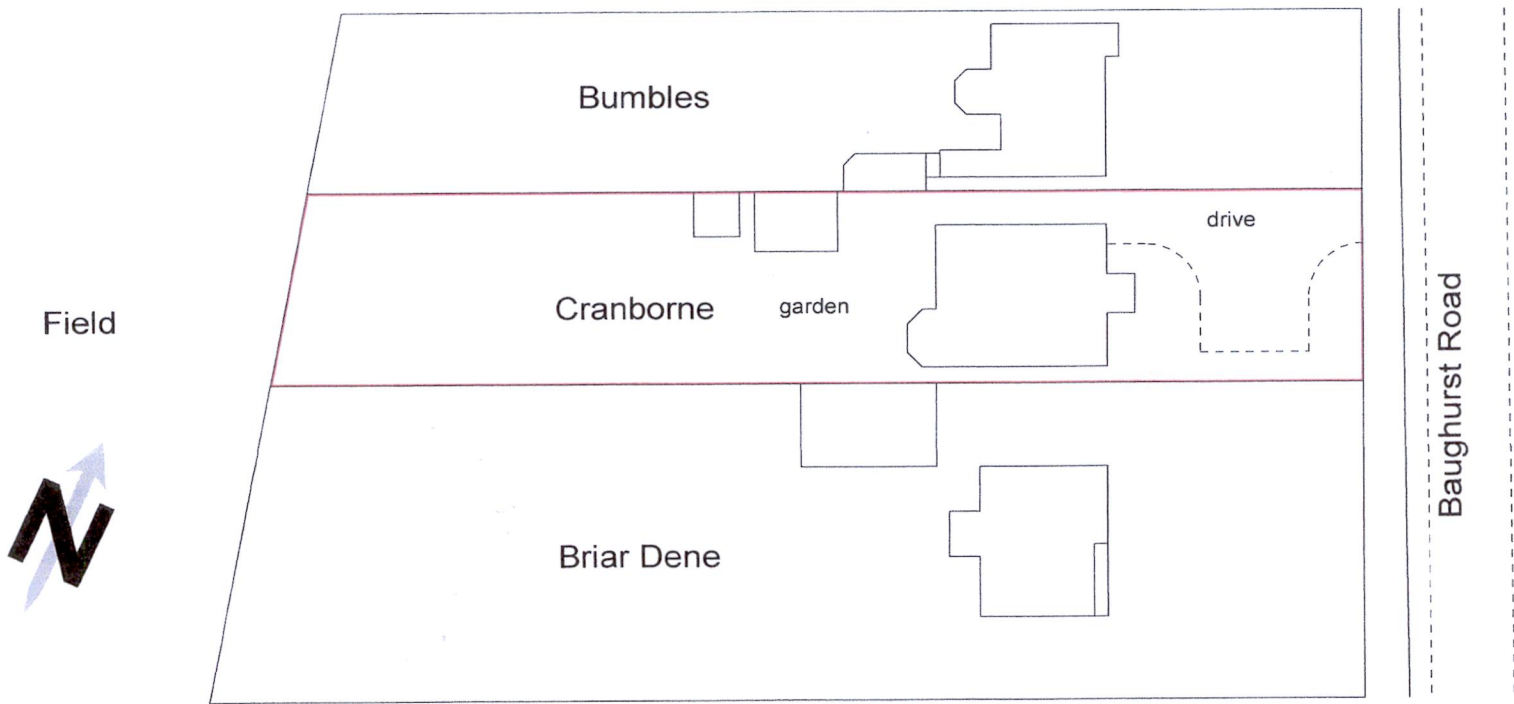 Bumbles
drive
Cranborne
garden
Field
Baughurst Road
N
Briar Dene